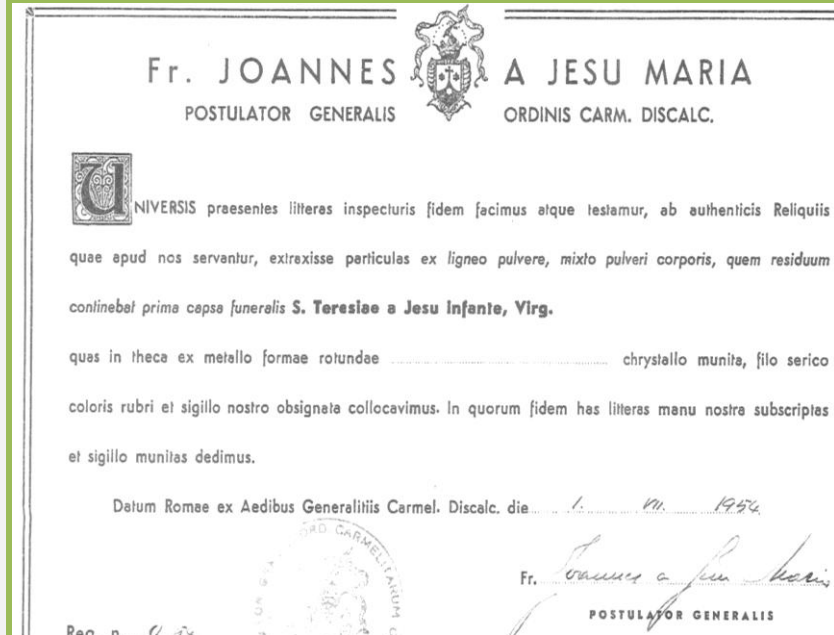 Fr. JOANNES A JESU MARIA
POSTULATOR GENERALIS ORDINIS CARM. DISCALC.
UNIVERSIS praesentes litteras inspecturis fidem facimus atque testamur, ab authenticis Reliquiis
quae apud nos servantur, extraxisse particulas ex ligneo pulvere, mixto pulveri corporis, quem residuum
continebat prima capsa funeralis S. Teresiae a Jesu Infante, Virg.
quas in theca ex metallo formae rotundae ........ chrystallo munita, filo serico
coloris rubri et sigillo nostro obsignata collocavimus. In quorum fidem has litteras manu nostra subscriptas
et sigillo munitas dedimus.
Datum Romae ex Aedibus Generalitiis Carmel. Discalc. die 1. VII. 1954
ORD CARMELITARUM
Fr. Joannes a Jesu Maria
POSTULATOR GENERALIS
Reg. n.